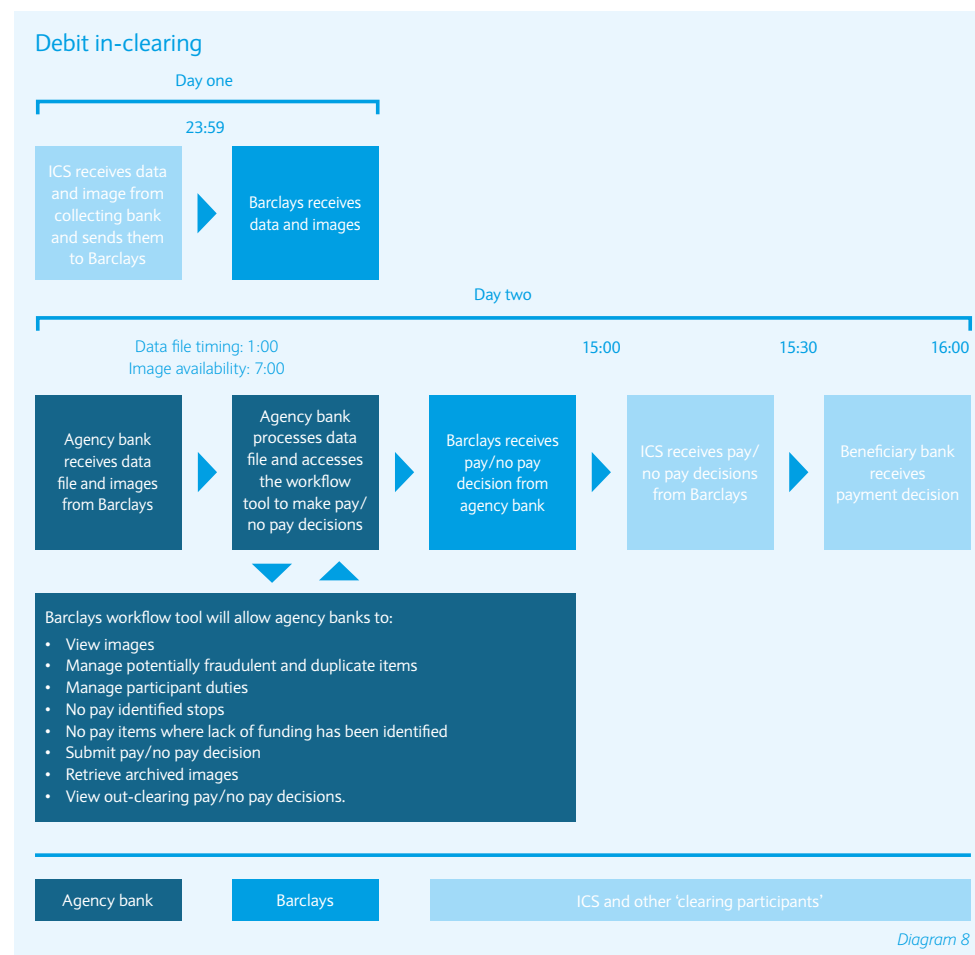 Debit in-clearing
Day one
23:59
ICS receives data
and image from
collecting bank
and sends them
to Barclays
Barclays receives
data and images
Day two
Data file timing: 1:00
Image availability: 7:00
15:00
15:30
16:00
Agency bank
receives data
file and images
from Barclays
Agency bank
processes data
file and accesses
the workflow
tool to make pay/
no pay decisions
Barclays receives
pay/no pay
decision from
agency bank
ICS receives pay/
no pay decisions
from Barclays
Beneficiary bank
receives
payment decision
Barclays workflow tool will allow agency banks to:
• View images
• Manage potentially fraudulent and duplicate items
• Manage participant duties
• No pay identified stops
• No pay items where lack of funding has been identified
• Submit pay/no pay decision
• Retrieve archived images
• View out-clearing pay/no pay decisions.
Agency bank
Barclays
ICS and other ‘clearing participants’
Diagram 8